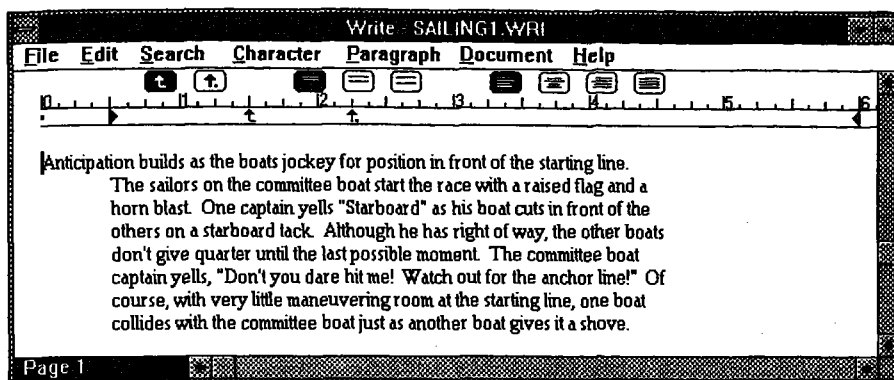 Write - SAILING1.WRI
File Edit Search Character Paragraph Document Help
0 1 2 3 4 5 6
Anticipation builds as the boats jockey for position in front of the starting line.
The sailors on the committee boat start the race with a raised flag and a
horn blast. One captain yells "Starboard" as his boat cuts in front of the
others on a starboard tack. Although he has right of way, the other boats
don't give quarter until the last possible moment. The committee boat
captain yells, "Don't you dare hit me! Watch out for the anchor line!" Of
course, with very little maneuvering room at the starting line, one boat
collides with the committee boat just as another boat gives it a shove.
Page 1